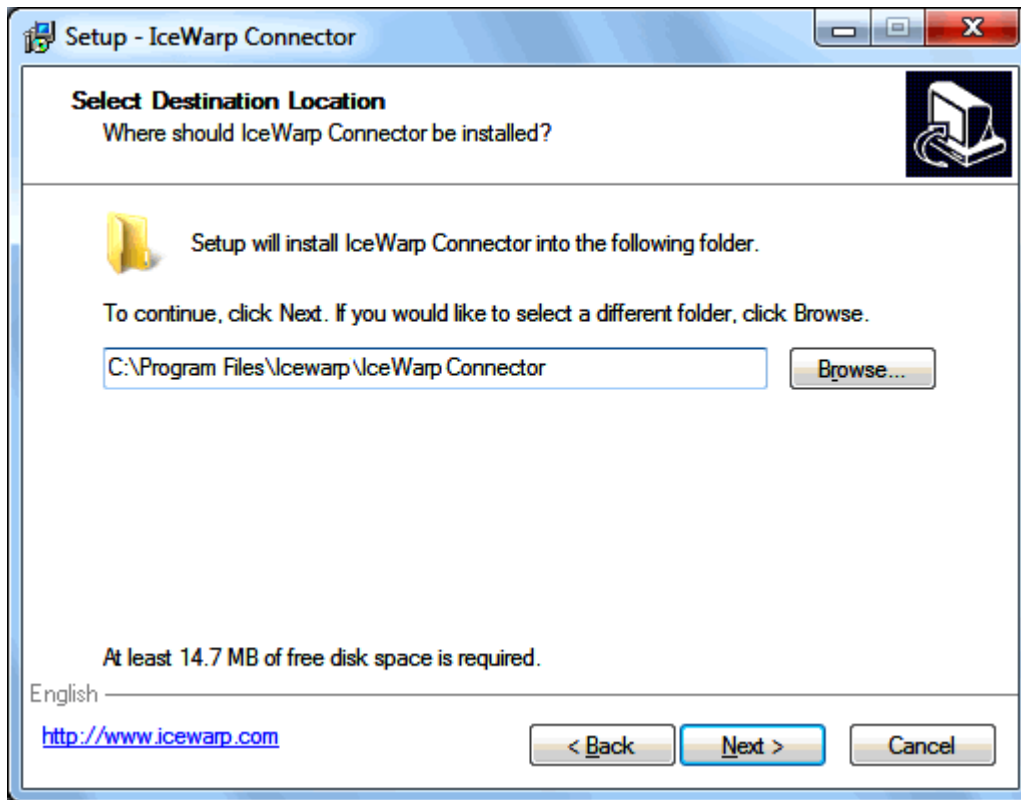 Setup - IceWarp Connector
Select Destination Location
Where should IceWarp Connector be installed?
Setup will install IceWarp Connector into the following folder.
To continue, click Next. If you would like to select a different folder, click Browse.
C:\Program Files\Icewarp\IceWarp Connector
Browse...
At least 14.7 MB of free disk space is required.
English
http://www.icewarp.com
< Back
Next >
Cancel